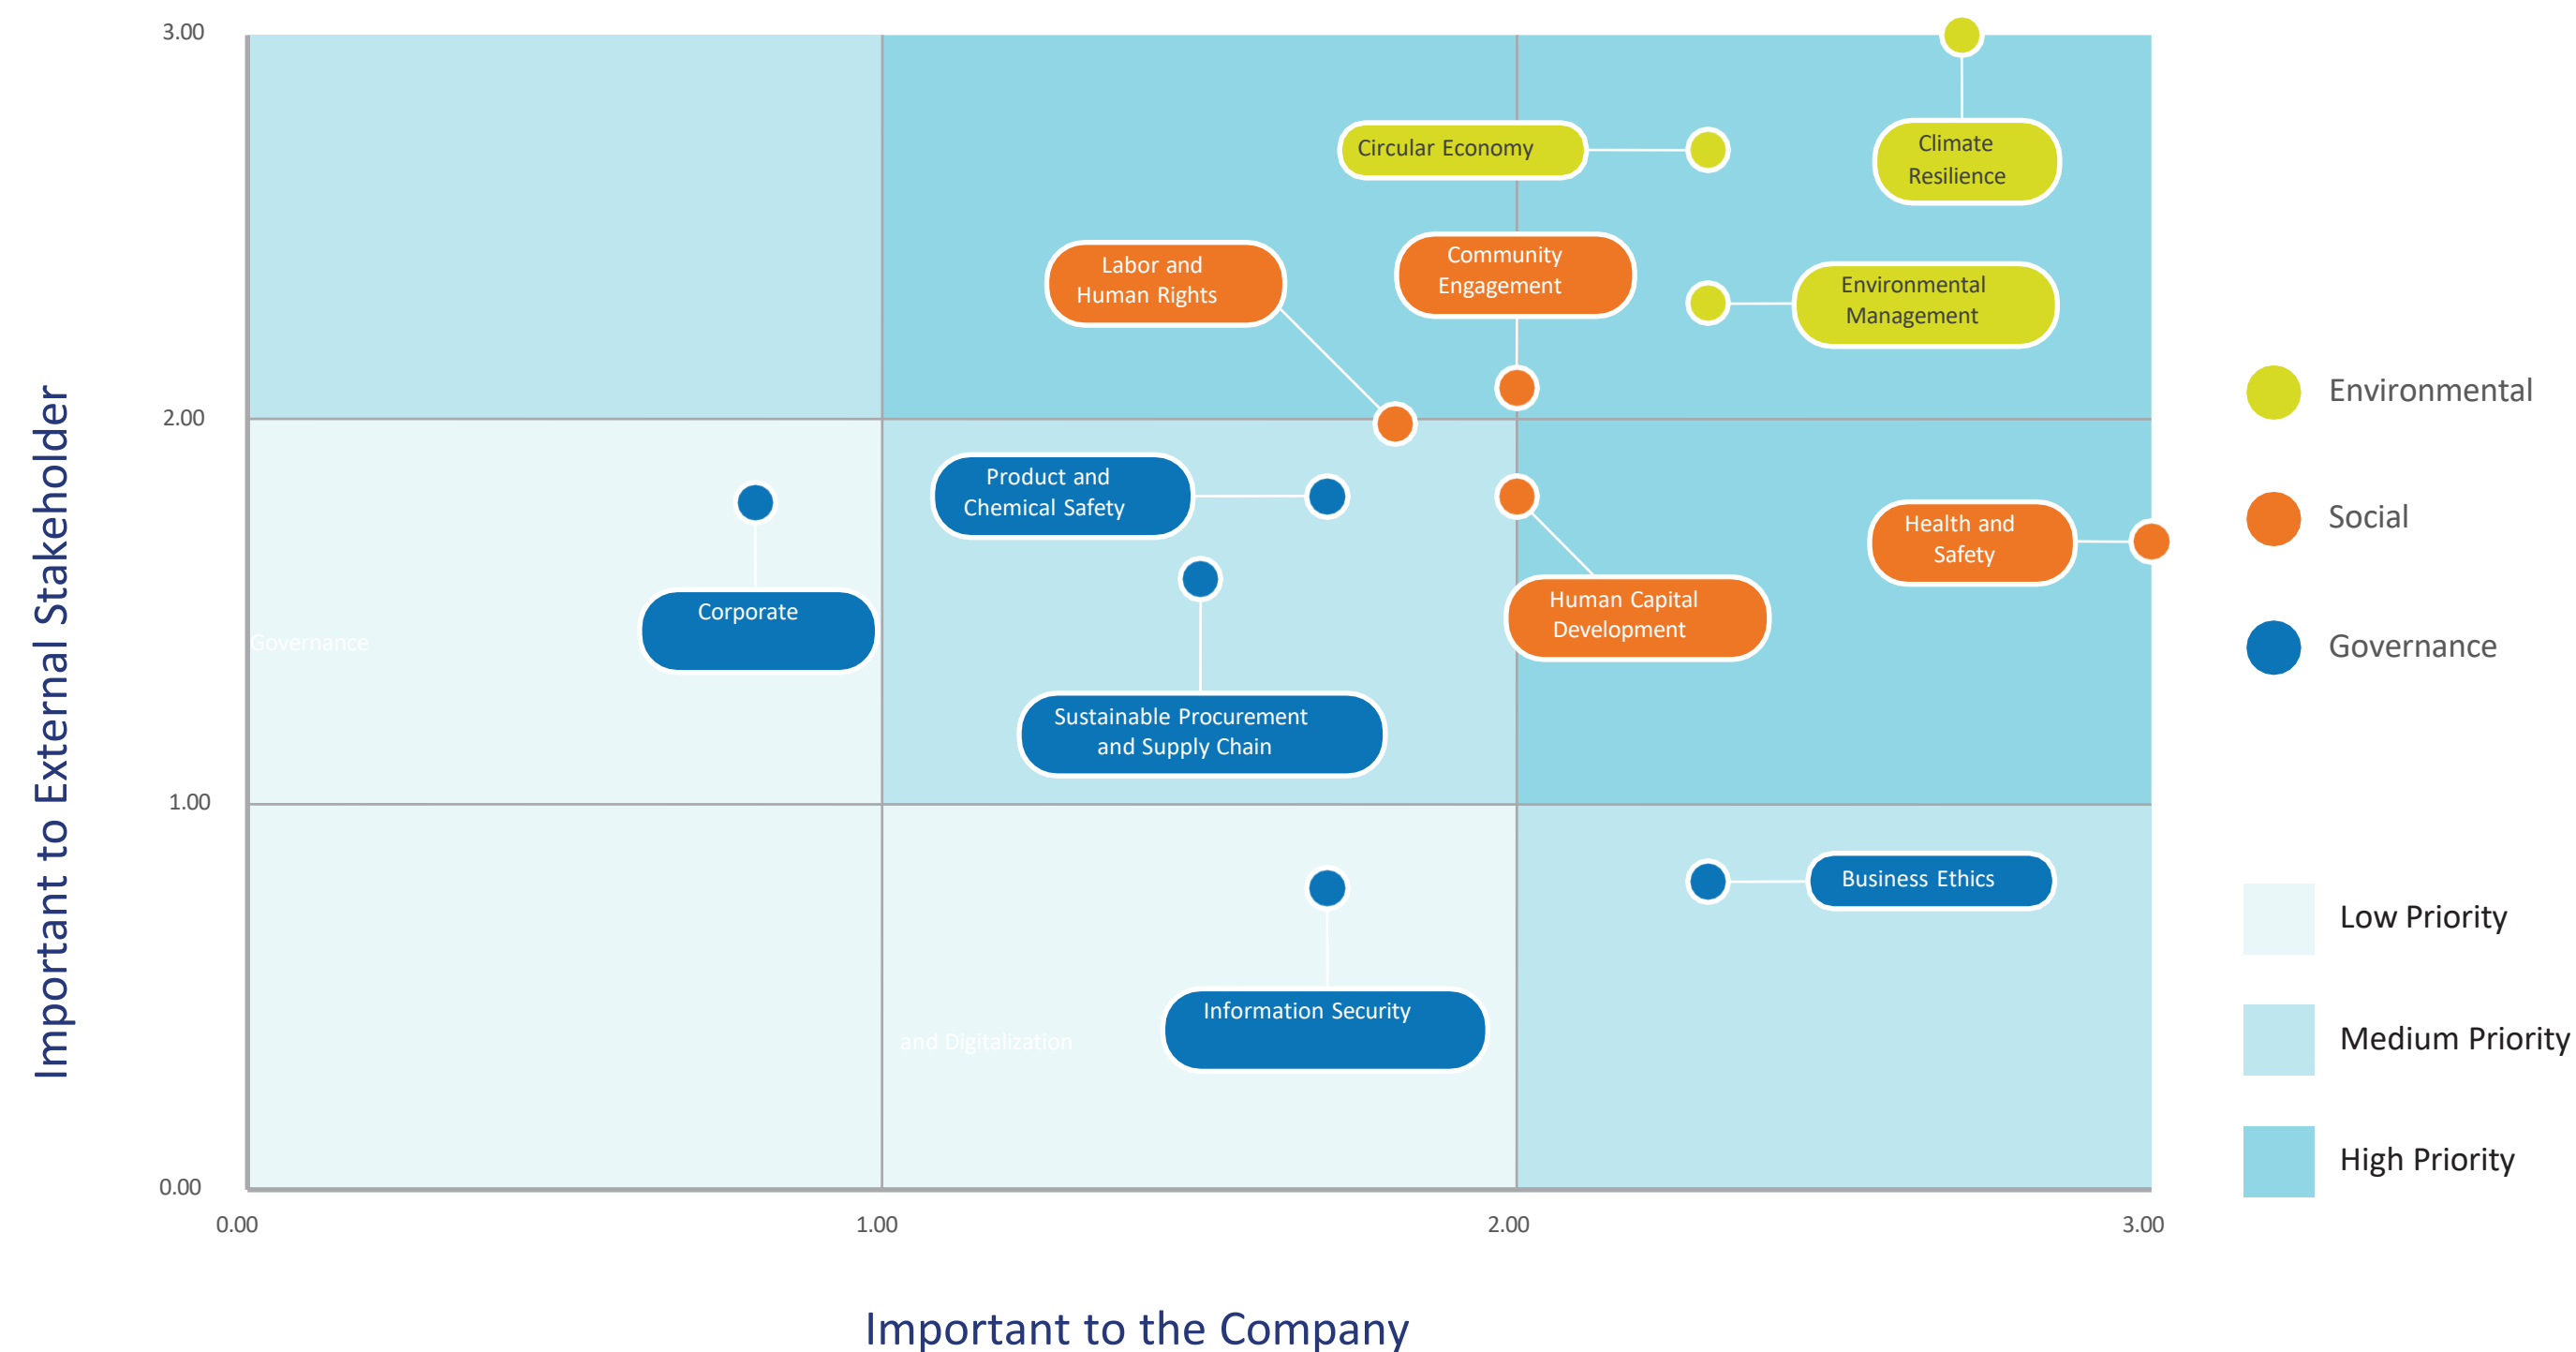 3.00
Circular Economy
Climate
Resilience
Labor and
Human Rights
Community
Engagement
Environmental
Management
2.00
Product and
Chemical Safety
Health and
Safety
Corporate
Governance
Human Capital
Development
Sustainable Procurement
and Supply Chain
1.00
Business Ethics
Information Security
and Digitalization
0.00
0.00
1.00
2.00
3.00
Important to External Stakeholder
Important to the Company
Environmental
Social
Governance
Low Priority
Medium Priority
High Priority